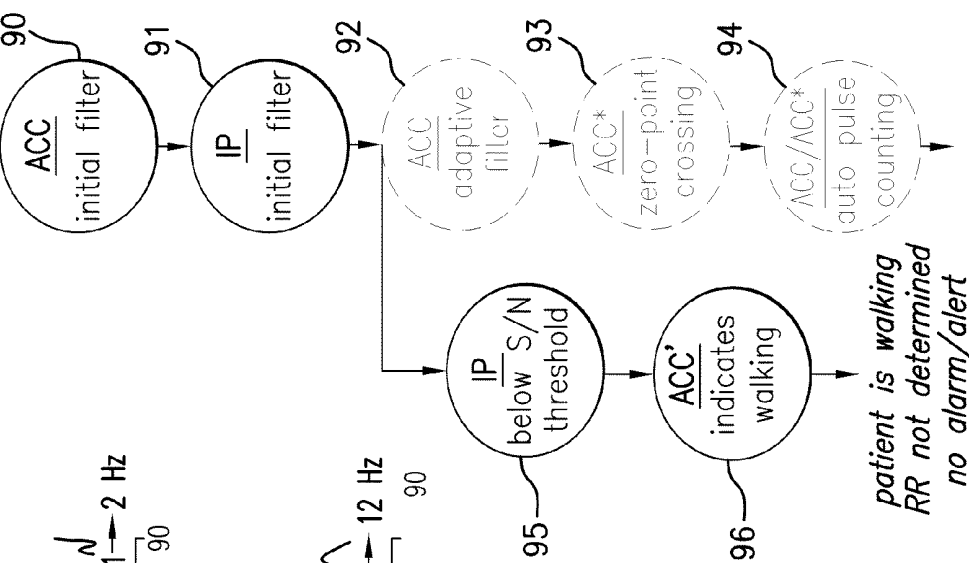 90
ACC
initial filter
91
IP
initial filter
92
ACC
adaptive
filter
93
ACC*
zero-point
crossing
94
ACC/ACC*
auto pulse
counting
95
IP
below S/N
threshold
96
ACC'
indicates
walking
patient is walking
RR not determined
no alarm/alert
2 Hz
90
12 Hz
90